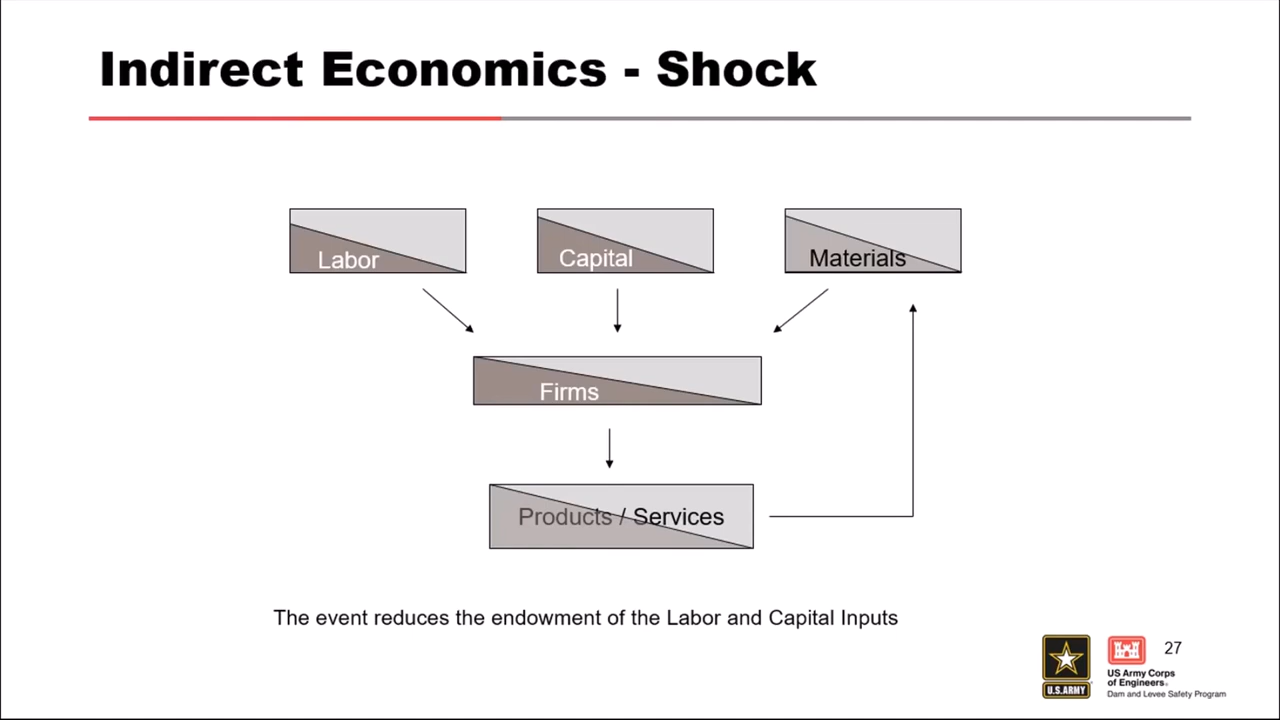 Indirect Economics - Shock
Labor
Capital
Materials
Firms
Products / Services
The event reduces the endowment of the Labor and Capital Inputs
27
U.S.ARMY
US Army Corps
of Engineers®
Dam and Levee Safety Program